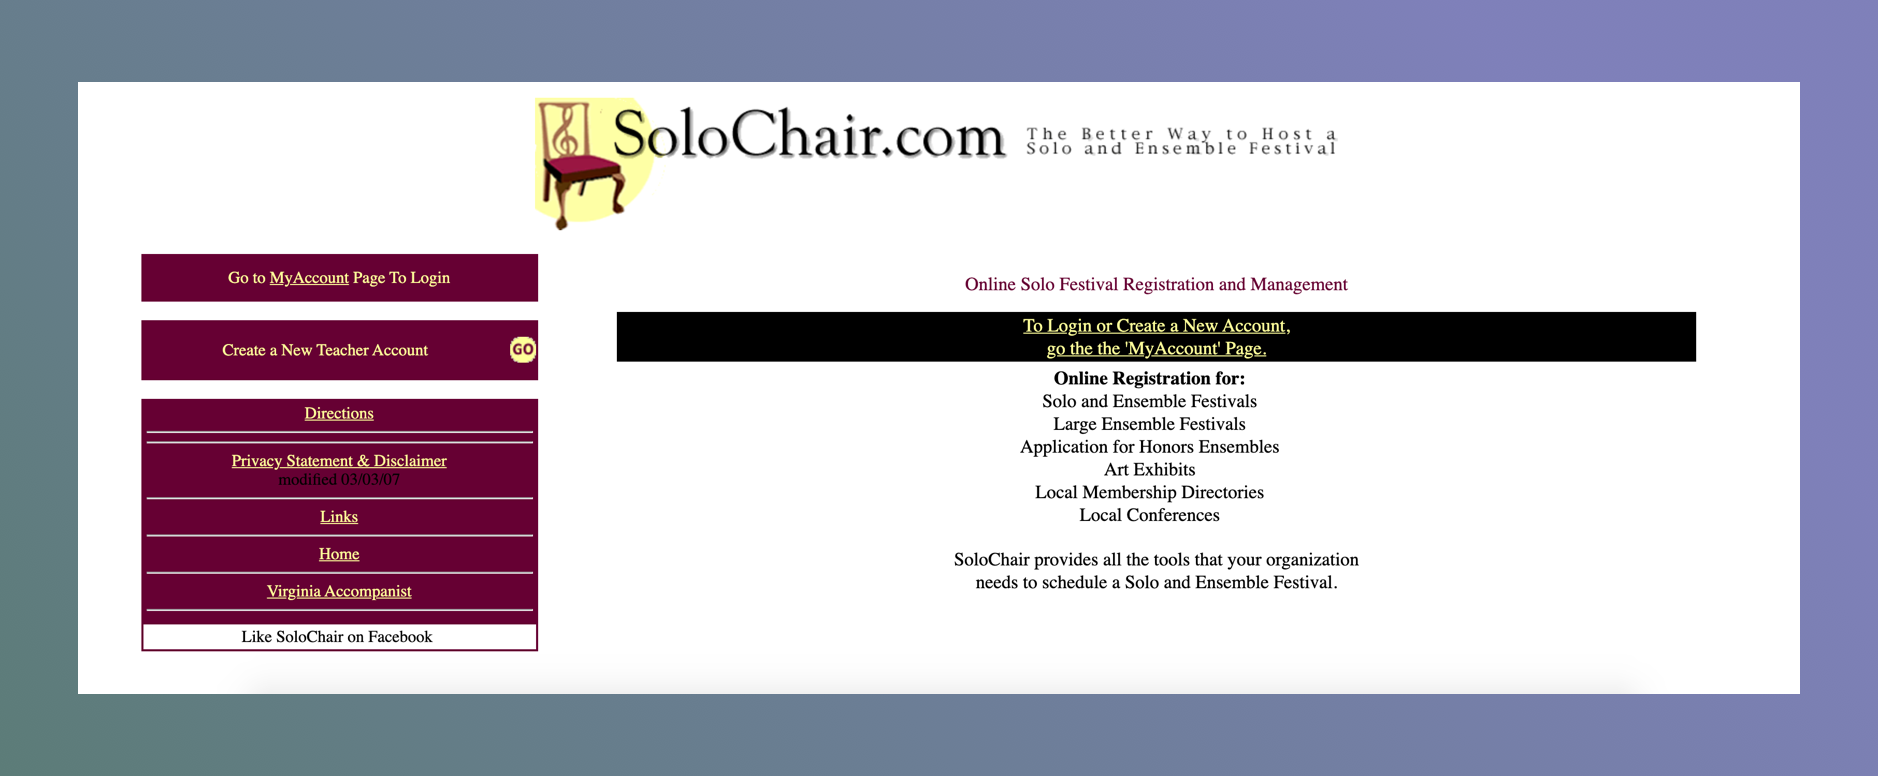 SoloChair.com
The Better Way to Host a
Solo and Ensemble Festival
Go to MyAccount Page To Login
Create a New Teacher Account
GO
Directions
Privacy Statement & Disclaimer
modified 03/03/07
Links
Home
Virginia Accompanist
Like SoloChair on Facebook
Online Solo Festival Registration and Management
To Login or Create a New Account,
go the the 'MyAccount' Page.
Online Registration for:
Solo and Ensemble Festivals
Large Ensemble Festivals
Application for Honors Ensembles
Art Exhibits
Local Membership Directories
Local Conferences
SoloChair provides all the tools that your organization
needs to schedule a Solo and Ensemble Festival.